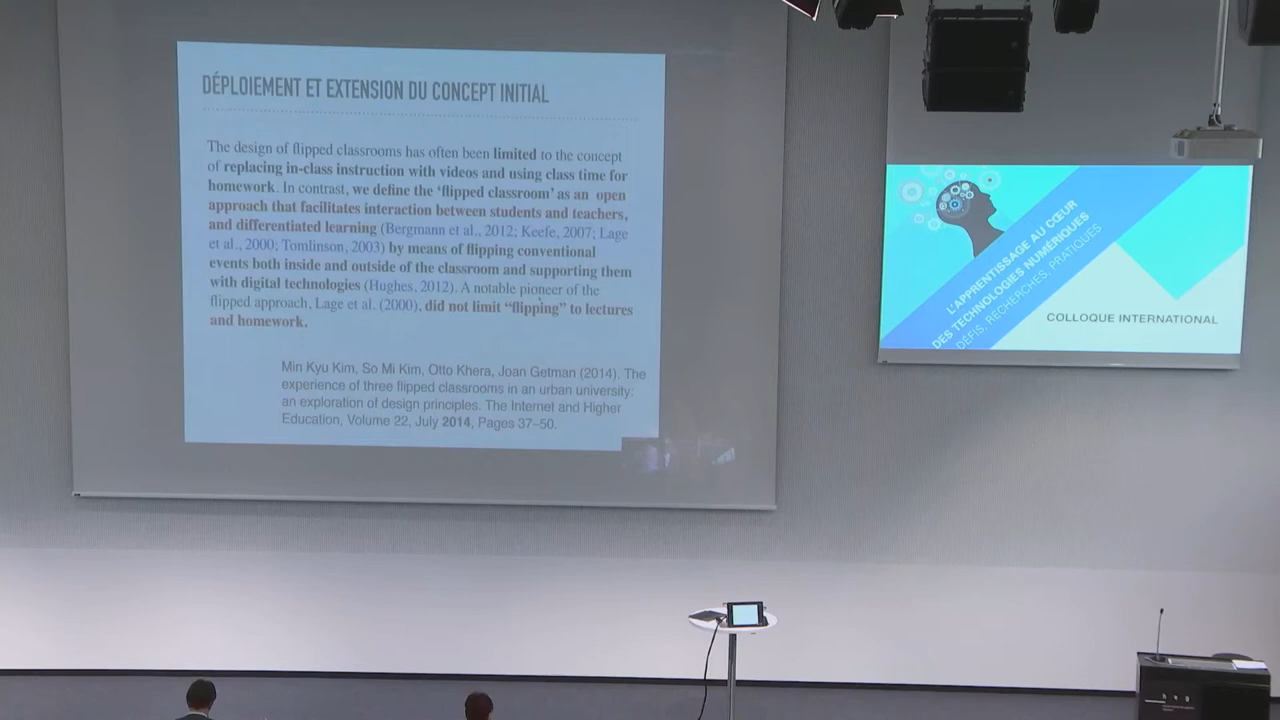 DÉPLOIEMENT ET EXTENSION DU CONCEPT INITIAL
The design of flipped classrooms has often been limited to the concept
of replacing in-class instruction with videos and using class time for
homework. In contrast, we define the ‘flipped classroom’ as an open
approach that facilitates interaction between students and teachers,
and differentiated learning (Bergmann et al., 2012; Keefe, 2007; Lage
et al., 2000; Tomlinson, 2003) by means of flipping conventional
events both inside and outside of the classroom and supporting them
with digital technologies (Hughes, 2012). A notable pioneer of the
flipped approach, Lage et al. (2000), did not limit “flipping” to lectures
and homework.
Min Kyu Kim, So Mi Kim, Otto Khera, Joan Getman (2014). The
experience of three flipped classrooms in an urban university:
an exploration of design principles. The Internet and Higher
Education, Volume 22, July 2014, Pages 37–50.
L'APPRENTISSAGE AU CŒUR
DES TECHNOLOGIES NUMÉRIQUES
DÉFIS, RECHERCHES, PRATIQUES
COLLOQUE INTERNATIONAL